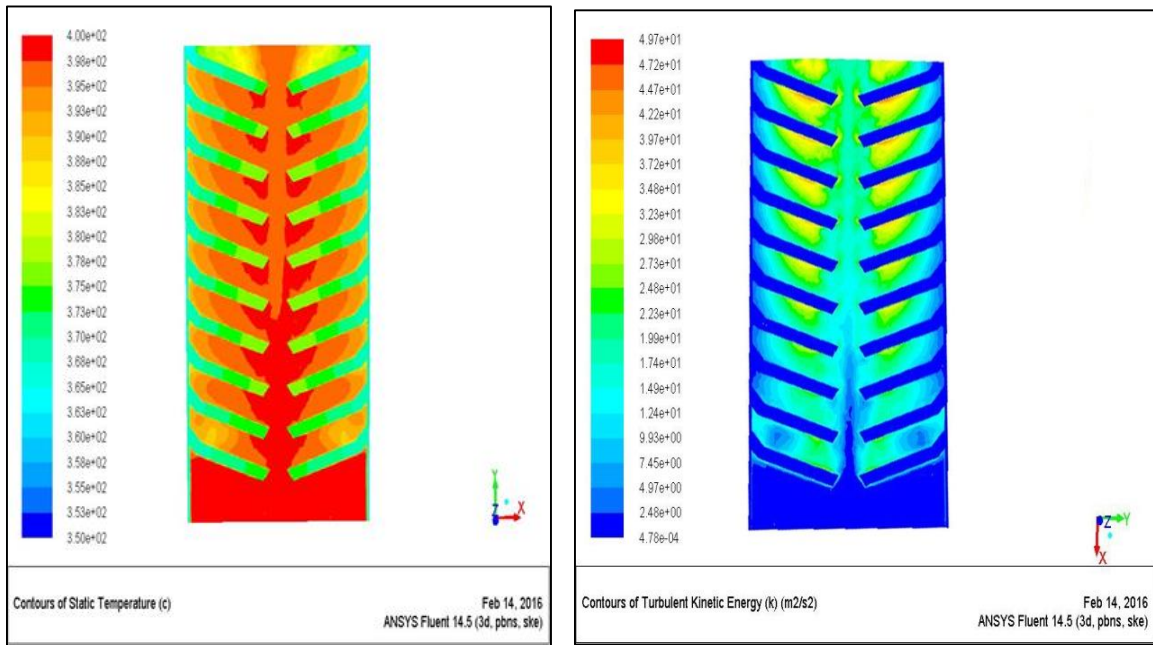 4.00e+02
3.98e+02
3.95e+02
3.93e+02
3.90e+02
3.88e+02
3.85e+02
3.83e+02
3.80e+02
3.78e+02
3.75e+02
3.73e+02
3.70e+02
3.68e+02
3.65e+02
3.63e+02
3.60e+02
3.58e+02
3.55e+02
3.53e+02
3.50e+02
Y
Z
X
Contours of Static Temperature (c)
Feb 14, 2016
ANSYS Fluent 14.5 (3d, pbns, ske)
4.97e+01
4.72e+01
4.47e+01
4.22e+01
3.97e+01
3.72e+01
3.48e+01
3.23e+01
2.98e+01
2.73e+01
2.48e+01
1.99e+01
1.74e+01
1.49e+01
1.24e+01
9.93e+00
7.45e+00
4.97e+00
2.48e+00
4.78e-04
Z
Y
X
Contours of Turbulent Kinetic Energy (k) (m2/s2)
Feb 14, 2016
ANSYS Fluent 14.5 (3d, pbns, ske)